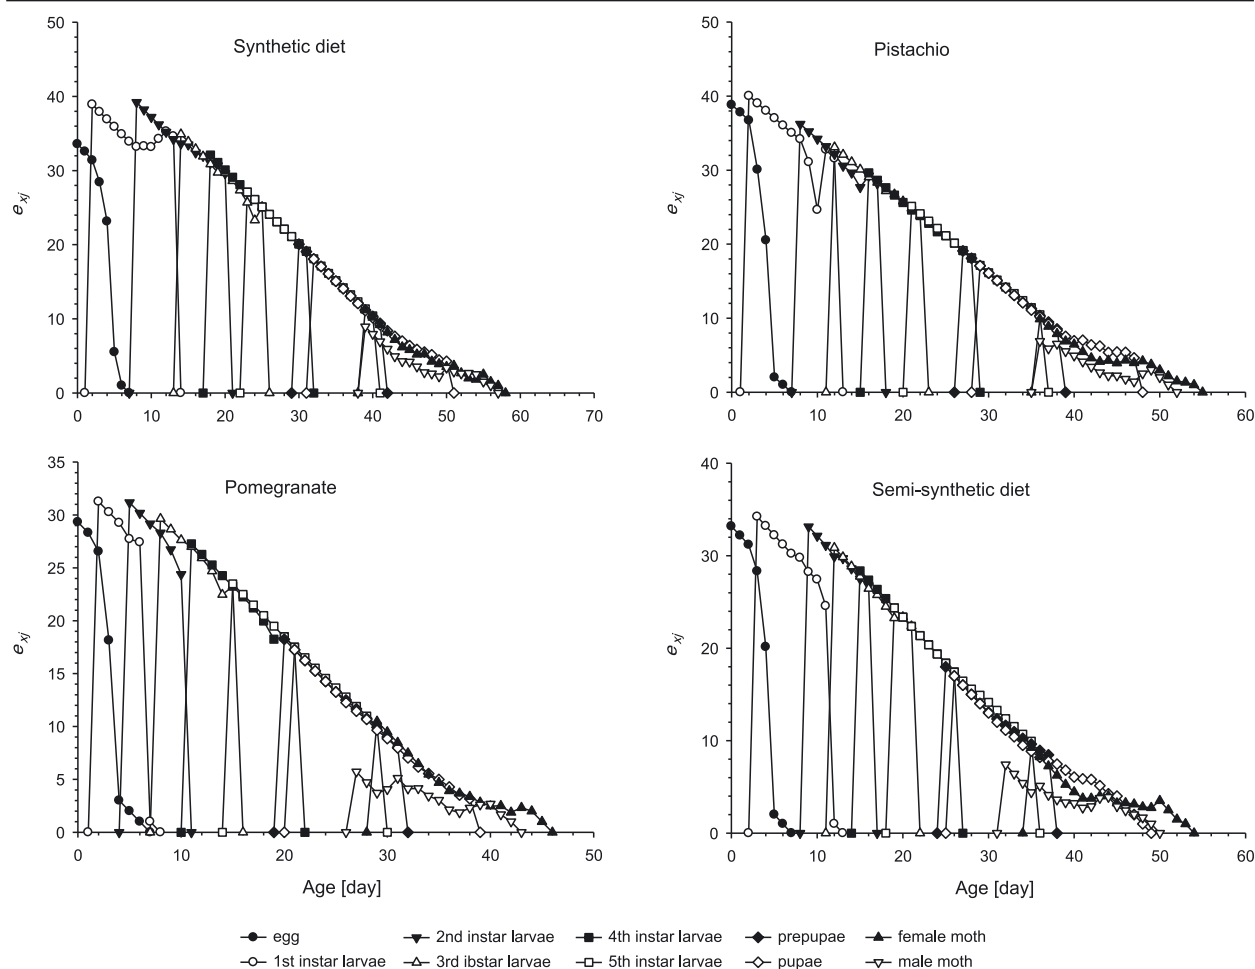 Synthetic diet
50
40
30
20
10
0
e xj
0 10 20 30 40 50 60 70
Pistachio
50
40
30
20
10
0
e xj
0 10 20 30 40 50 60
Pomegranate
35
30
25
20
15
10
5
0
e xj
0 10 20 30 40 50
Age [day]
Semi-synthetic diet
40
30
20
10
0
e xj
0 10 20 30 40 50 60
Age [day]
egg 2nd instar larvae 4th instar larvae prepupae female moth
1st instar larvae 3rd ibstar larvae 5th instar larvae pupae male moth